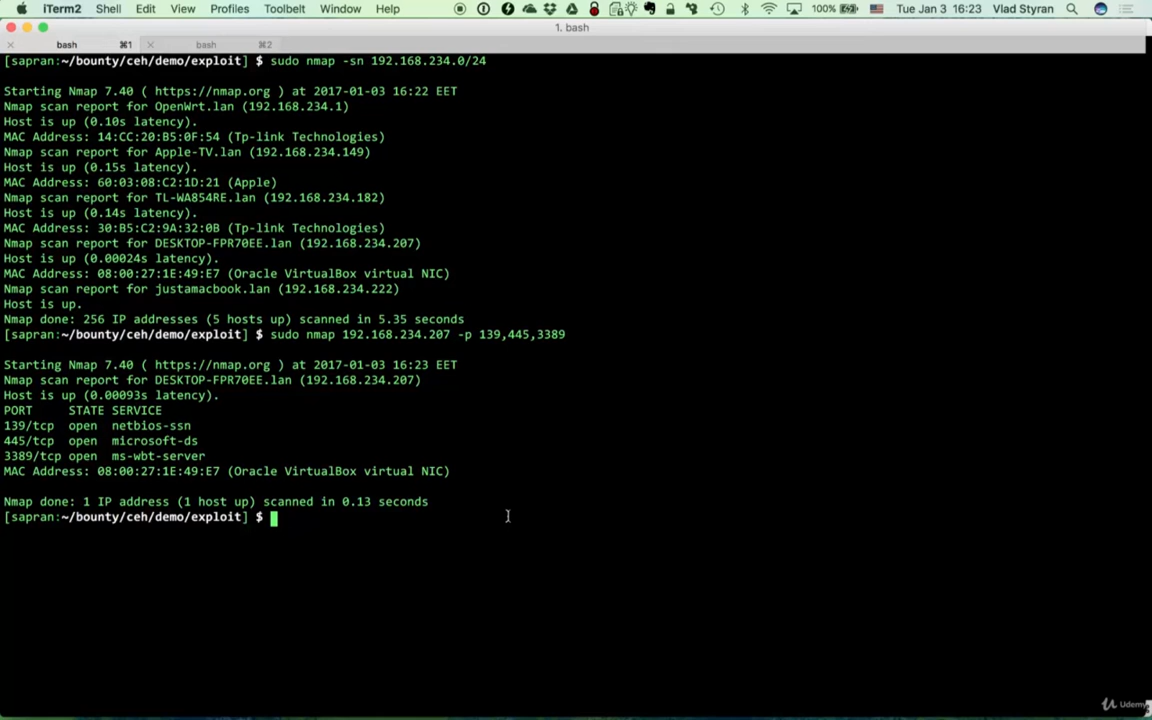 iTerm2 Shell Edit View Profiles Toolbelt Window Help 100% Tue Jan 3 16:23 Vlad Styran
1. bash
bash ⌘1 bash ⌘2
[sapran:~/bounty/ceh/demo/exploit] $ sudo nmap -sn 192.168.234.0/24
Starting Nmap 7.40 ( https://nmap.org ) at 2017-01-03 16:22 EET
Nmap scan report for OpenWrt.lan (192.168.234.1)
Host is up (0.10s latency).
MAC Address: 14:CC:20:B5:0F:54 (Tp-link Technologies)
Nmap scan report for Apple-TV.lan (192.168.234.149)
Host is up (0.15s latency).
MAC Address: 60:03:08:C2:1D:21 (Apple)
Nmap scan report for TL-WA854RE.lan (192.168.234.182)
Host is up (0.14s latency).
MAC Address: 30:B5:C2:9A:32:0B (Tp-link Technologies)
Nmap scan report for DESKTOP-FPR70EE.lan (192.168.234.207)
Host is up (0.00024s latency).
MAC Address: 08:00:27:1E:49:E7 (Oracle VirtualBox virtual NIC)
Nmap scan report for justamacbook.lan (192.168.234.222)
Host is up.
Nmap done: 256 IP addresses (5 hosts up) scanned in 5.35 seconds
[sapran:~/bounty/ceh/demo/exploit] $ sudo nmap 192.168.234.207 -p 139,445,3389
Starting Nmap 7.40 ( https://nmap.org ) at 2017-01-03 16:23 EET
Nmap scan report for DESKTOP-FPR70EE.lan (192.168.234.207)
Host is up (0.00093s latency).
PORT STATE SERVICE
139/tcp open netbios-ssn
445/tcp open microsoft-ds
3389/tcp open ms-wbt-server
MAC Address: 08:00:27:1E:49:E7 (Oracle VirtualBox virtual NIC)
Nmap done: 1 IP address (1 host up) scanned in 0.13 seconds
[sapran:~/bounty/ceh/demo/exploit] $
Udemy